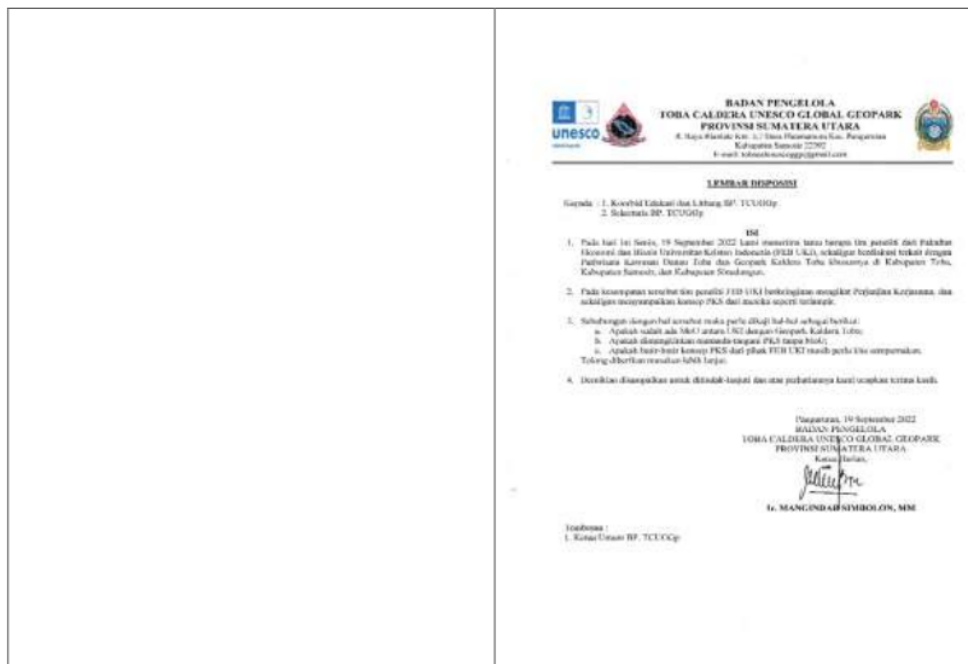 unesco
BADAN PENGELOLA
TOBA CALDERA UNESCO GLOBAL GEOPARK
PROVINSI SUMATERA UTARA
Kabupaten Samosir 22392
LEMBAR DISPOSISI
Kepada : 1. Koorbid Edukasi dan Litbang BP. TCUGGp
2. Sekretaris BP. TCUGGp
ISI
1. Pada hari ini Senin, 19 September 2022 kami menerima tamu berupa tim peneliti dari Fakultas
Ekonomi dan Bisnis Universitas Kristen Indonesia (FEB UKI), sekaligus berdiskusi terkait dengan
Pariwisata Kawasan Danau Toba dan Geopark Kaldera Toba khususnya di Kabupaten Toba,
Kabupaten Samosir, dan Kabupaten Simalungun.
2. Pada kesempatan tersebut tim peneliti FEB UKI berkeinginan mengikat Perjanjian Kerjasama, dan
sekaligus menyampaikan konsep PKS dari mereka seperti terlampir.
3. Sehubungan dengan hal tersebut maka perlu dikaji hal-hal sebagai berikut:
a. Apakah sudah ada MoU antara UKI dengan Geopark Kaldera Toba;
b. Apakah dimungkinkan menanda-tangani PKS tanpa MoU;
c. Apakah butir-butir konsep PKS dari pihak FEB UKI masih perlu kita sempurnakan.
Tolong diberikan masukan lebih lanjut.
4. Demikian disampaikan untuk ditindak-lanjuti dan atas perhatiannya kami ucapkan terima kasih.
Pangururan, 19 September 2022
BADAN PENGELOLA
TOBA CALDERA UNESCO GLOBAL GEOPARK
PROVINSI SUMATERA UTARA
Ketua Harian,
Ir. MANGINDAR SIMBOLON, MM
Tembusan :
1. Ketua Umum BP. TCUGGp